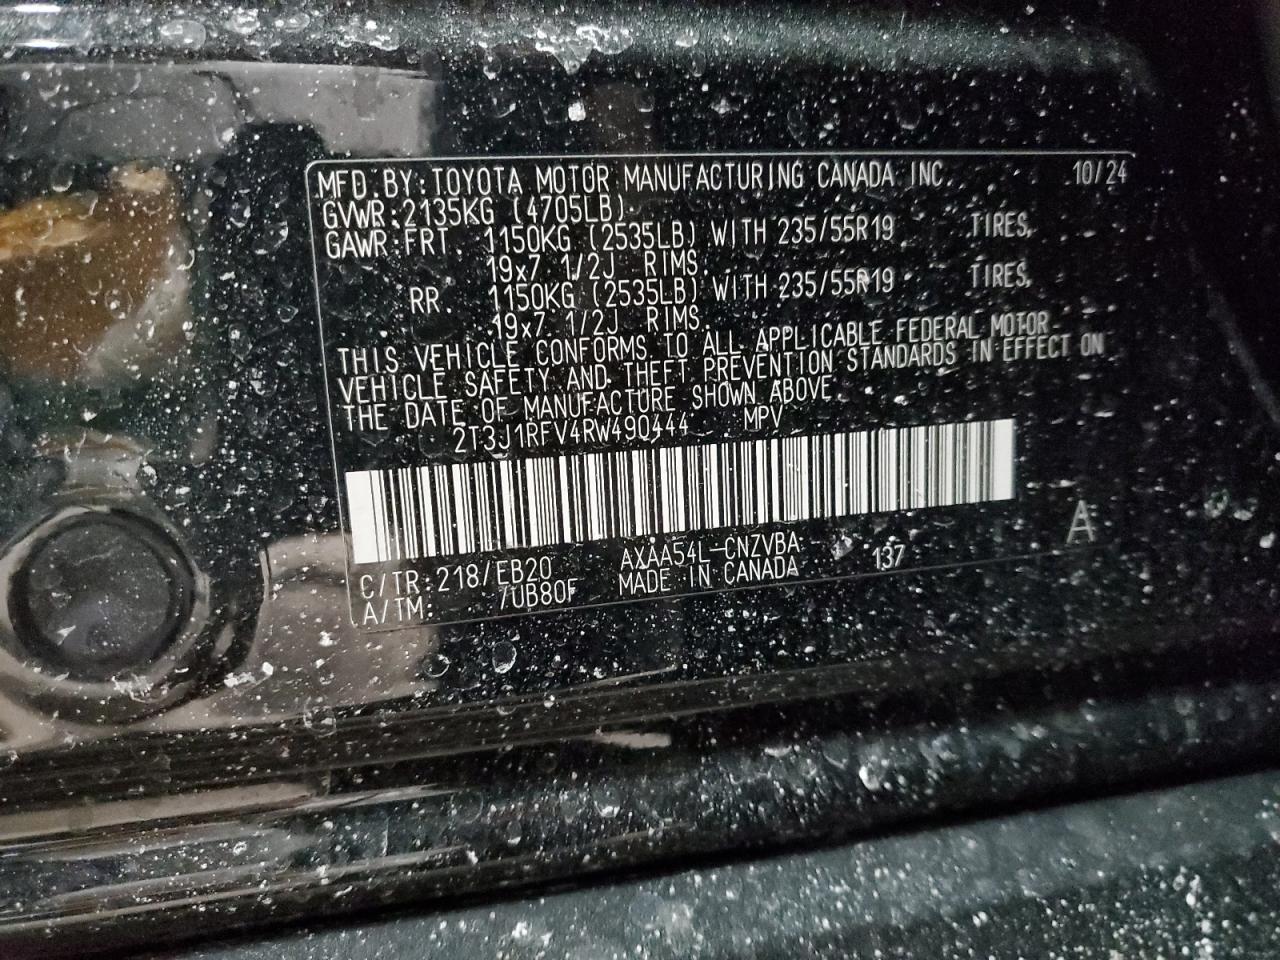 MFD. BY: TOYOTA MOTOR MANUFACTURING CANADA INC. 10/24
GVWR: 2135KG (4705LB)
GAWR: FRT. 1150KG (2535LB) WITH 235/55R19 TIRES,
19x7 1/2J RIMS.
RR. 1150KG (2535LB) WITH 235/55R19 TIRES,
19x7 1/2J RIMS.
THIS VEHICLE CONFORMS TO ALL APPLICABLE FEDERAL MOTOR
VEHICLE SAFETY AND THEFT PREVENTION STANDARDS IN EFFECT ON
THE DATE OF MANUFACTURE SHOWN ABOVE.
2T3J1RFV4RW490444 MPV
C/TR: 218/EB20 AXAA54L-CNZVBA 137 A
A/TM: /UB80F MADE IN CANADA